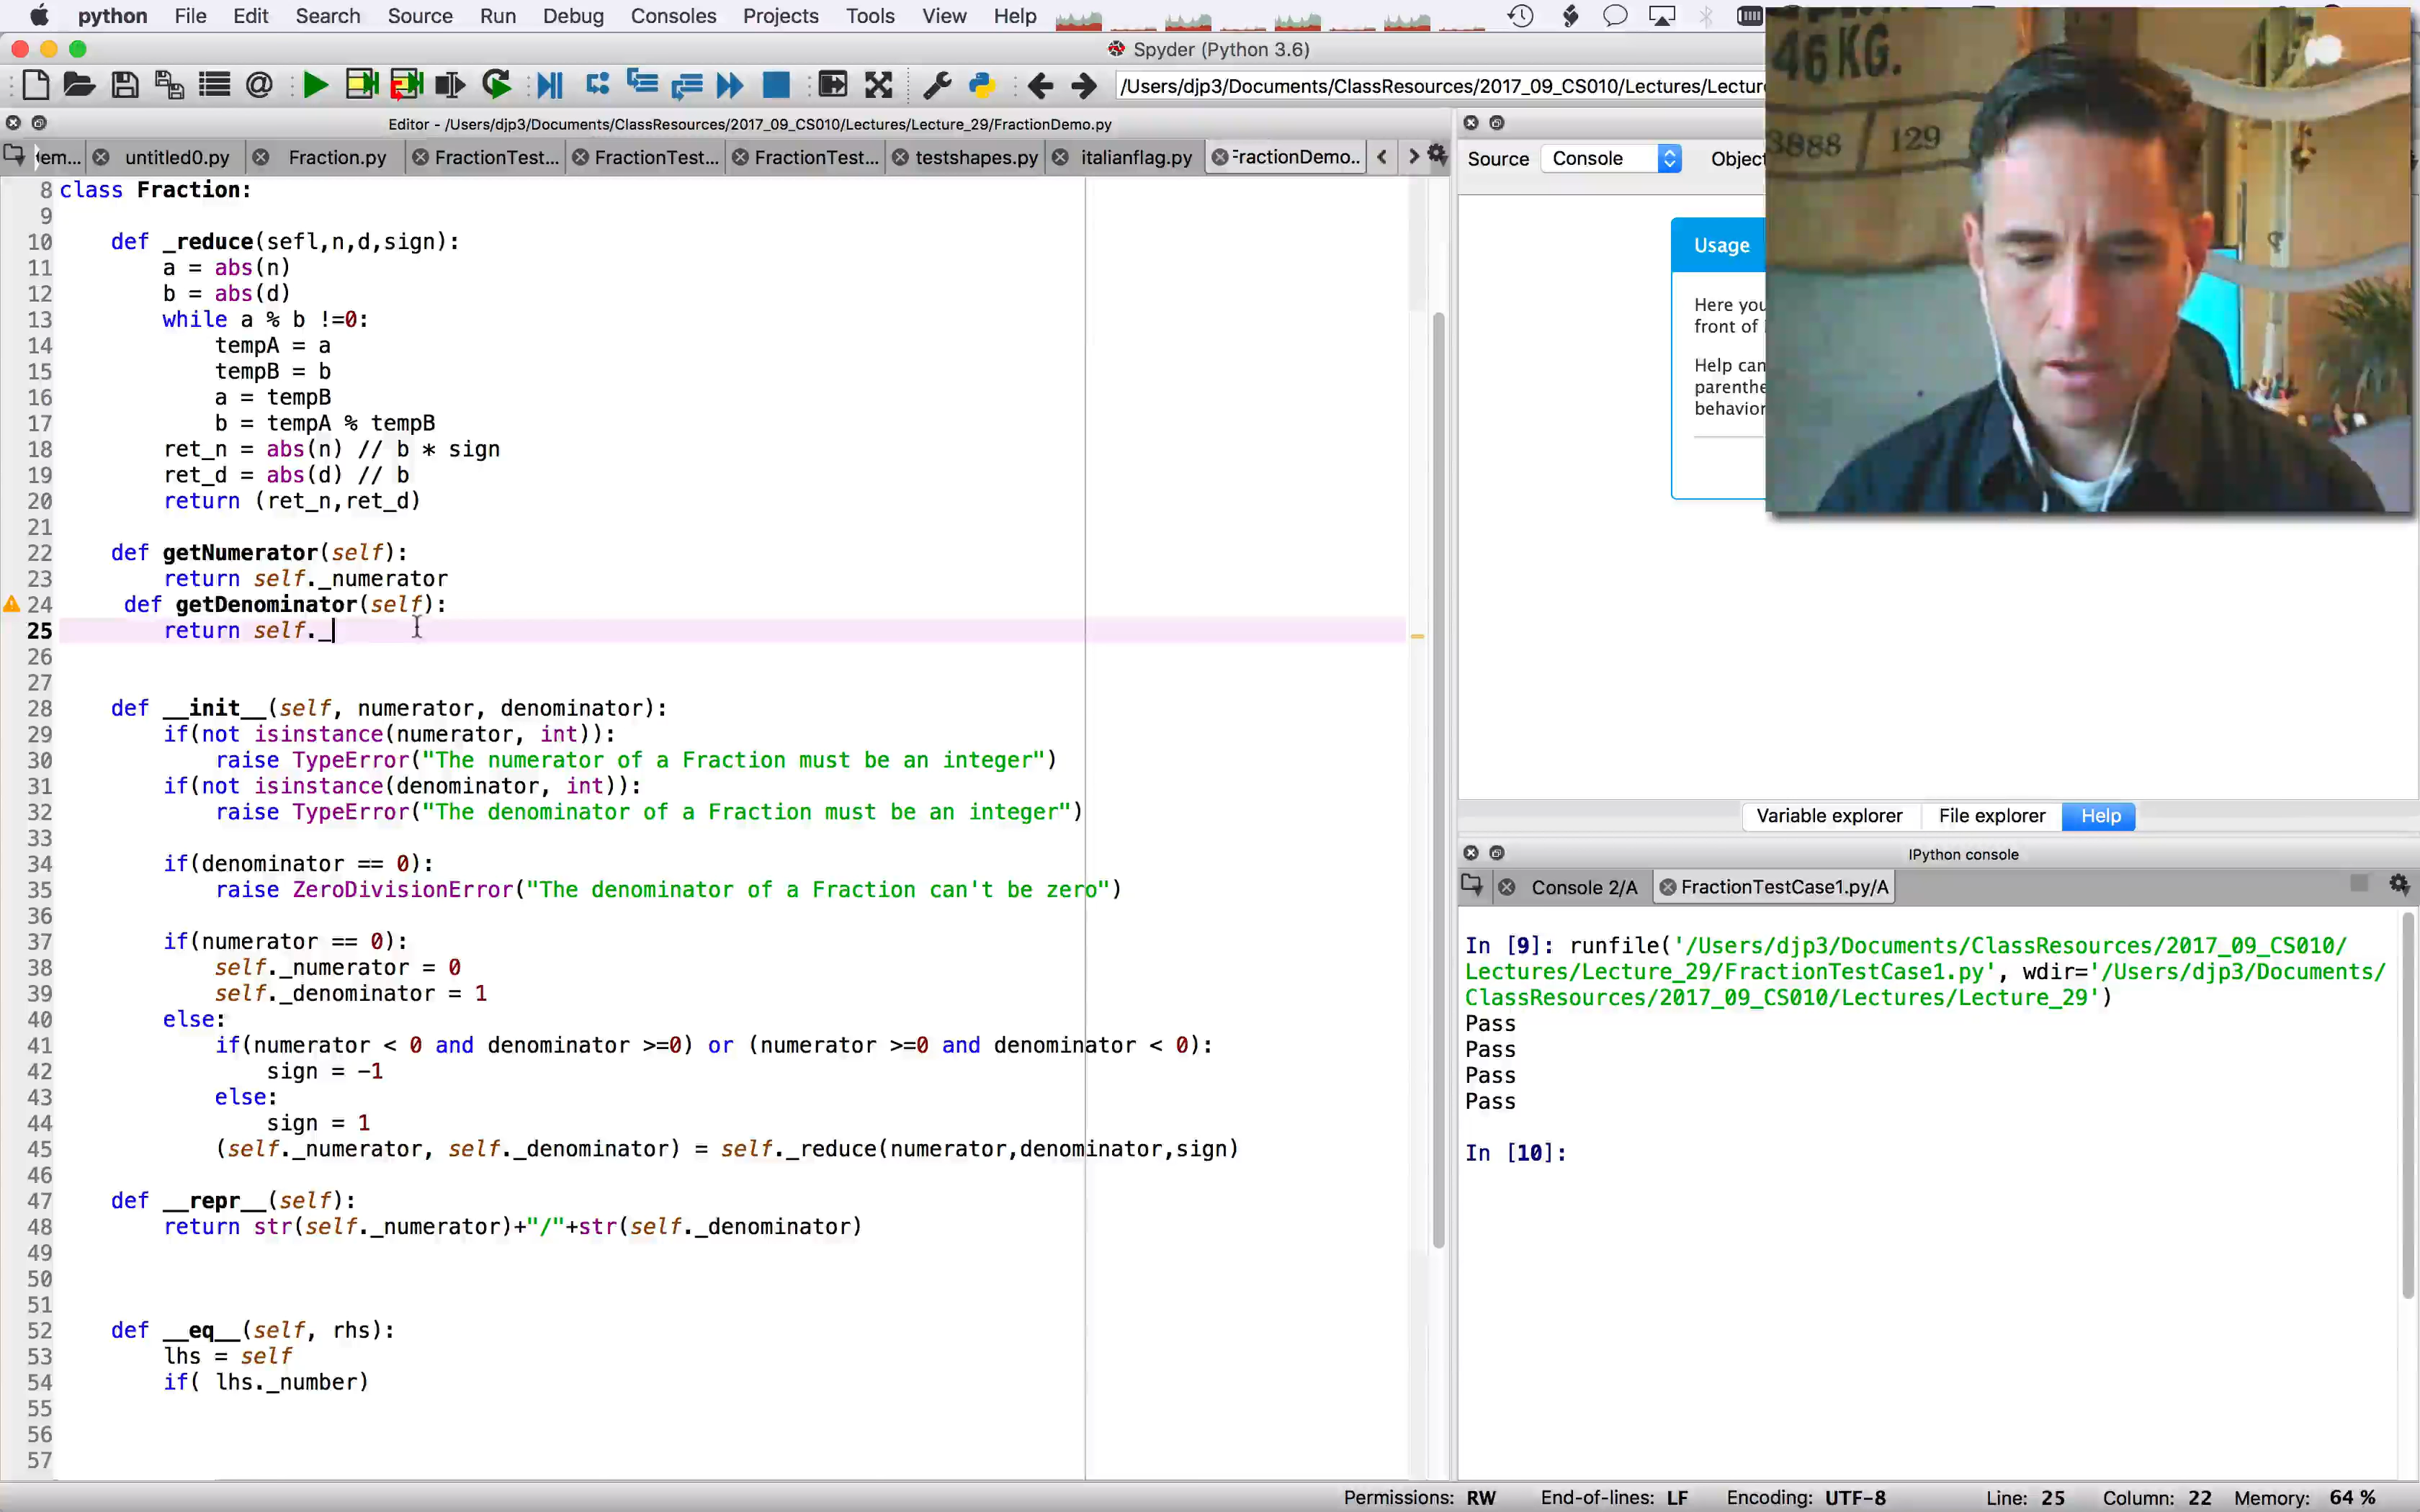 python File Edit Search Source Run Debug Consoles Projects Tools View Help
Spyder (Python 3.6)
/Users/djp3/Documents/ClassResources/2017_09_CS010/Lectures/Lectur
46 KG.
3888 / 129
Editor - /Users/djp3/Documents/ClassResources/2017_09_CS010/Lectures/Lecture_29/FractionDemo.py
em... untitled0.py Fraction.py FractionTest... FractionTest... FractionTest... testshapes.py italianflag.py FractionDemo..
Source Console Object
Usage
Here you
front of
Help can
parenthe
behavior
8 class Fraction:
9
10 def _reduce(sefl,n,d,sign):
11 a = abs(n)
12 b = abs(d)
13 while a % b !=0:
14 tempA = a
15 tempB = b
16 a = tempB
17 b = tempA % tempB
18 ret_n = abs(n) // b * sign
19 ret_d = abs(d) // b
20 return (ret_n,ret_d)
21
22 def getNumerator(self):
23 return self._numerator
24 def getDenominator(self):
25 return self._
26
27
28 def __init__(self, numerator, denominator):
29 if(not isinstance(numerator, int)):
30 raise TypeError("The numerator of a Fraction must be an integer")
31 if(not isinstance(denominator, int)):
32 raise TypeError("The denominator of a Fraction must be an integer")
33
34 if(denominator == 0):
35 raise ZeroDivisionError("The denominator of a Fraction can't be zero")
36
37 if(numerator == 0):
38 self._numerator = 0
39 self._denominator = 1
40 else:
41 if(numerator < 0 and denominator >=0) or (numerator >=0 and denominator < 0):
42 sign = -1
43 else:
44 sign = 1
45 (self._numerator, self._denominator) = self._reduce(numerator,denominator,sign)
46
47 def __repr__(self):
48 return str(self._numerator)+"/"+str(self._denominator)
49
50
51
52 def __eq__(self, rhs):
53 lhs = self
54 if( lhs._number)
55
56
57
Variable explorer File explorer Help
IPython console
Console 2/A FractionTestCase1.py/A
In [9]: runfile('/Users/djp3/Documents/ClassResources/2017_09_CS010/
Lectures/Lecture_29/FractionTestCase1.py', wdir='/Users/djp3/Documents/
ClassResources/2017_09_CS010/Lectures/Lecture_29')
Pass
Pass
Pass
Pass
In [10]:
Permissions: RW End-of-lines: LF Encoding: UTF-8 Line: 25 Column: 22 Memory: 64 %